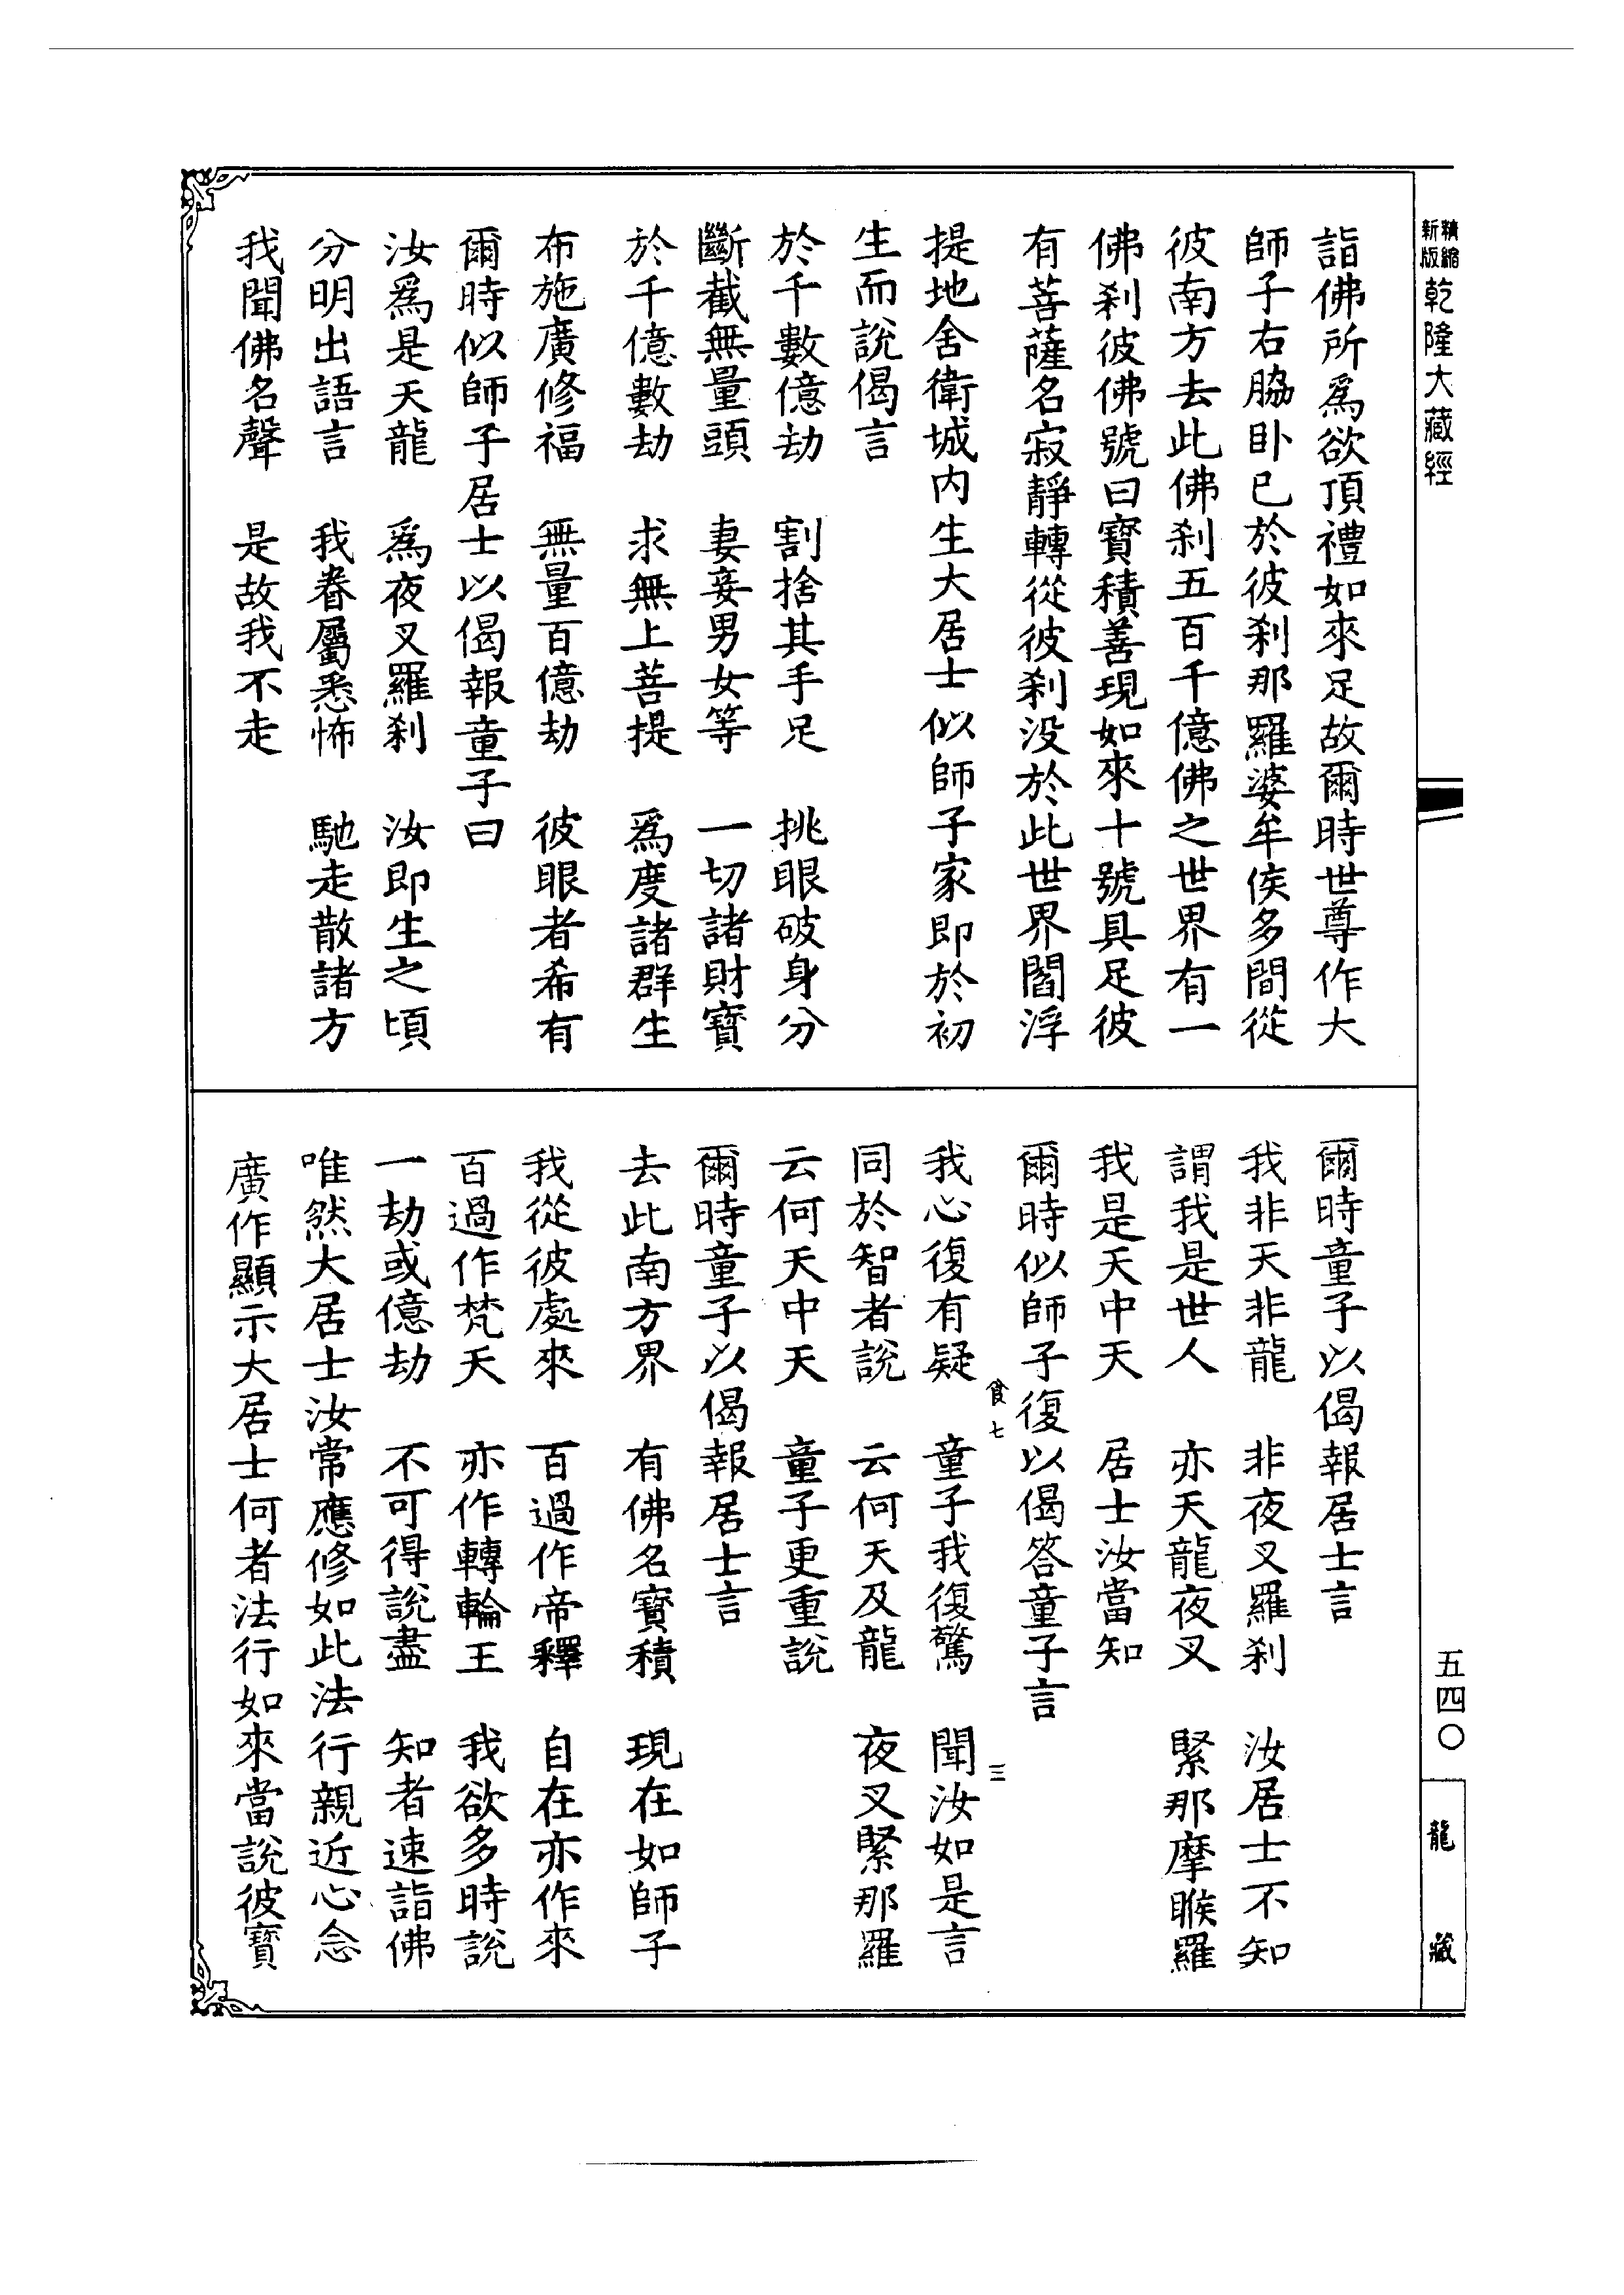 新版精縮乾隆大藏經
詣佛所爲欲頂禮如來足故爾時世尊作大
師子右脇卧已於彼刹那羅婆牟侯多間從
彼南方去此佛刹五百千億佛之世界有一
佛刹彼佛號曰寶積善現如來十號具足彼
有菩薩名寂靜轉從彼刹没於此世界閻浮
提地舍衛城内生大居士似師子家即於初
生而說偈言
於千數億劫　割捨其手足　挑眼破身分
斷截無量頭　妻妾男女等　一切諸財寶
於千億數劫　求無上菩提　爲度諸群生
布施廣修福　無量百億劫　彼眼者希有
爾時似師子居士以偈報童子曰
汝爲是天龍　爲夜叉羅刹　汝即生之頃
分明出語言　我眷屬悉怖　馳走散諸方
我聞佛名聲　是故我不走
爾時童子以偈報居士言
我非天非龍　非夜叉羅刹　汝居士不知
謂我是世人　亦天龍夜叉　緊那摩睺羅
我是天中天　居士汝當知
爾時似師子復以偈答童子言
食七　三
我心復有疑　童子我復驚　聞汝如是言
同於智者說　云何天及龍　夜叉緊那羅
云何天中天　童子更重說
爾時童子以偈報居士言
去此南方界　有佛名寶積　現在如師子
我從彼處來　百過作帝釋　自在亦作來
百過作梵天　亦作轉輪王　我欲多時說
一劫或億劫　不可得說盡　知者速詣佛
唯然大居士汝常應修如此法行親近心念
廣作顯示大居士何者法行如來當說彼寶
五四〇
龍藏